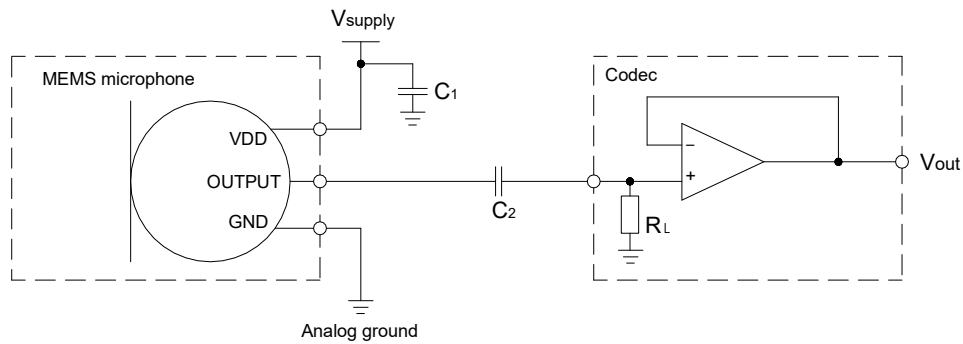 Vsupply
MEMS microphone
C1
Codec
VDD
OUTPUT
GND
C2
−
+
RL
Vout
Analog ground